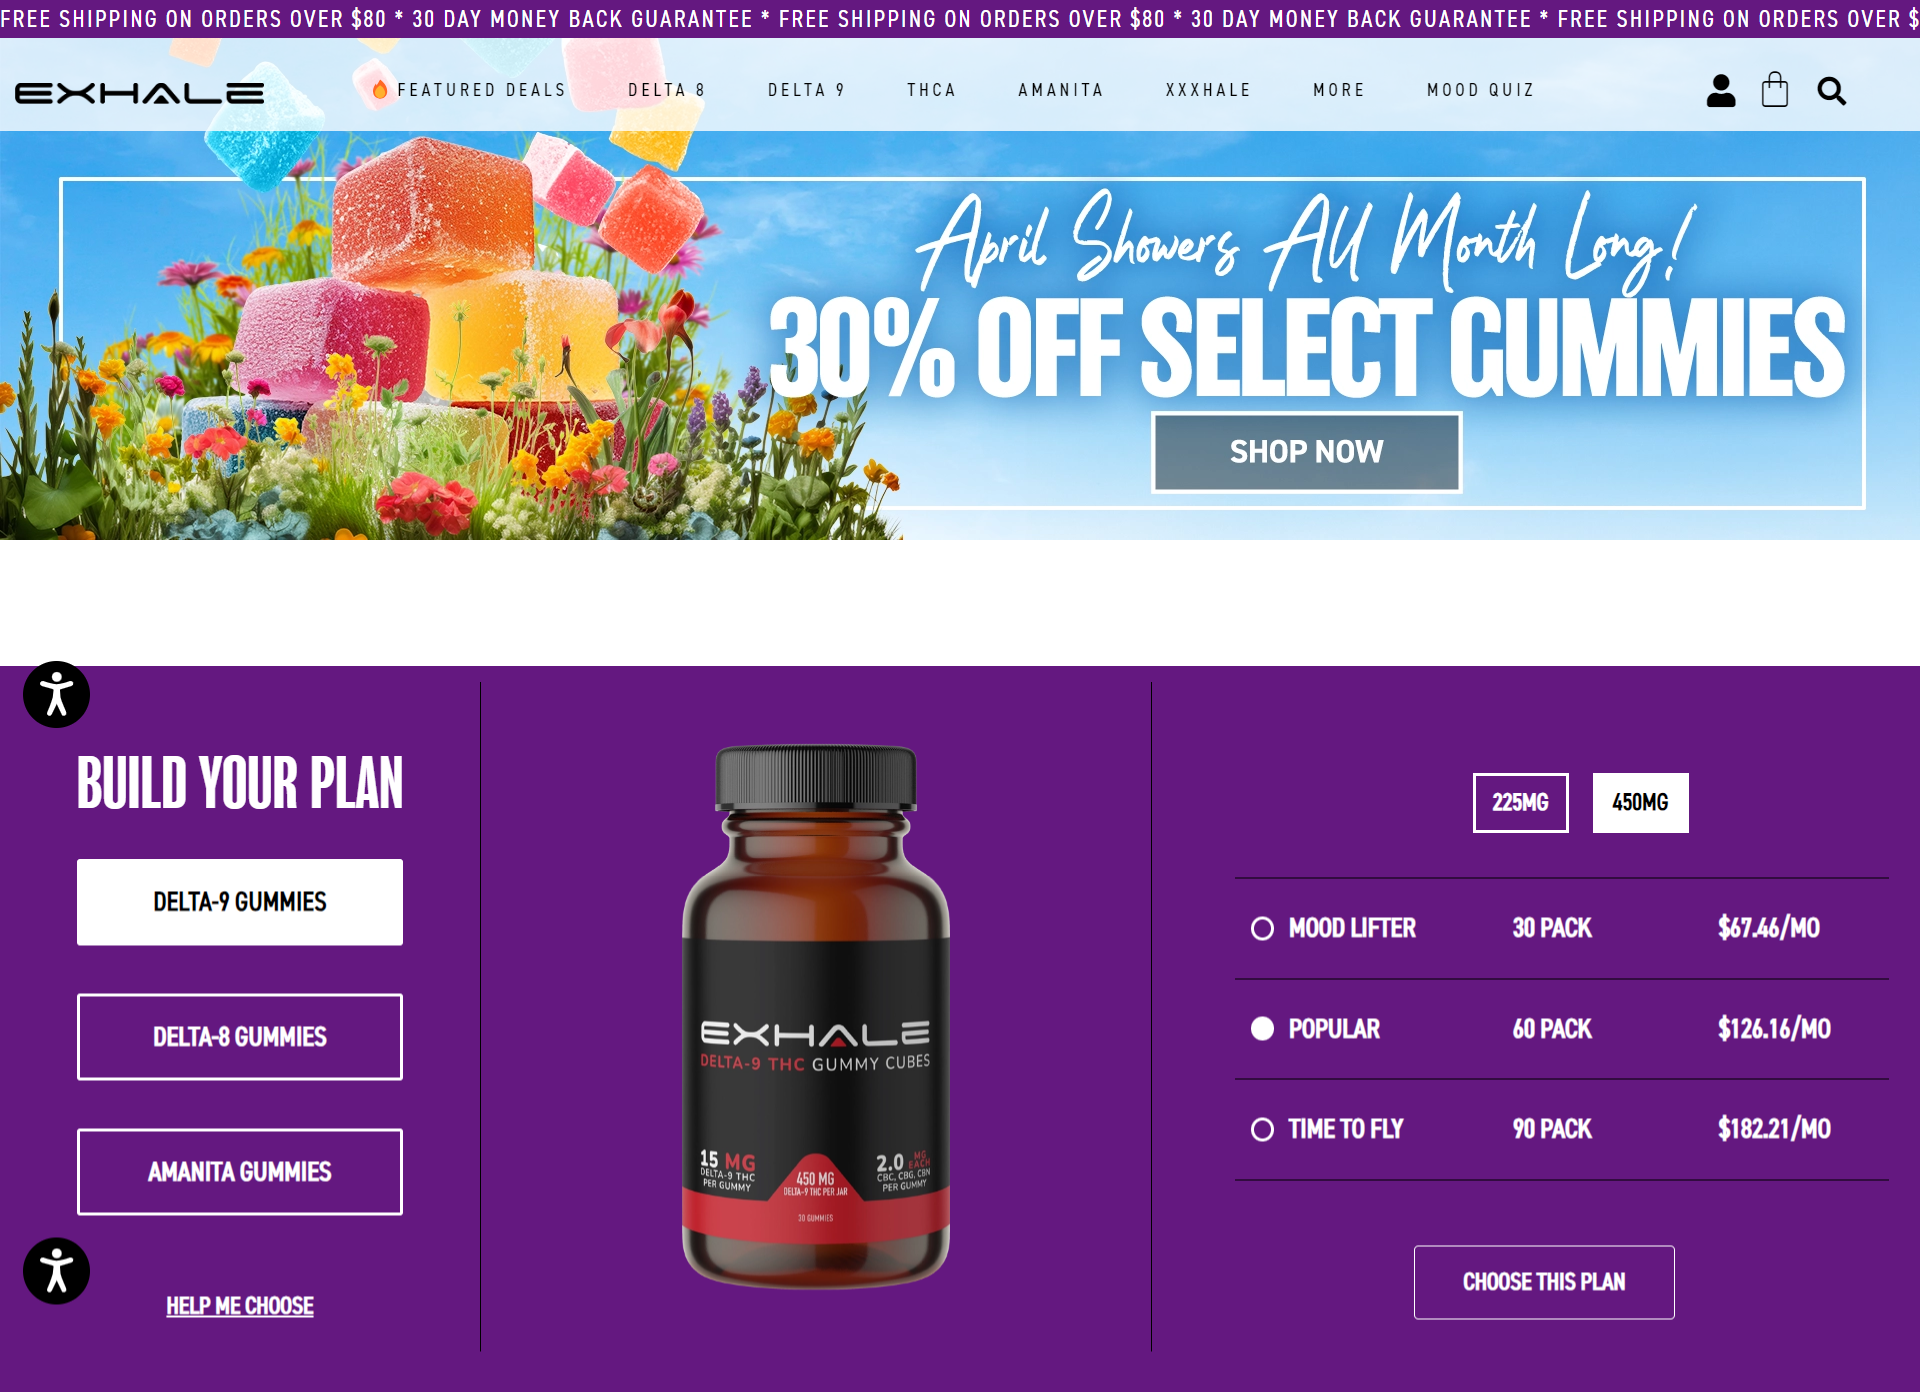 FREE SHIPPING ON ORDERS OVER $80 * 30 DAY MONEY BACK GUARANTEE * FREE SHIPPING ON ORDERS OVER $80 * 30 DAY MONEY BACK GUARANTEE * FREE SHIPPING ON ORDERS OVER $
EXHALE
FEATURED DEALS DELTA 8 DELTA 9 THCA AMANITA XXXHALE MORE MOOD QUIZ
April Showers All Month Long!
30% OFF SELECT GUMMIES
SHOP NOW
BUILD YOUR PLAN
DELTA-9 GUMMIES
DELTA-8 GUMMIES
AMANITA GUMMIES
HELP ME CHOOSE
EXHALE
DELTA-9 THC GUMMY CUBES
15 MG
DELTA-9 THC
PER GUMMY
450 MG
DELTA-9 THC PER JAR
30 GUMMIES
2.0 MG EACH
CBC, CBG, CBN
PER GUMMY
225MG 450MG
MOOD LIFTER 30 PACK $67.46/MO
POPULAR 60 PACK $126.16/MO
TIME TO FLY 90 PACK $182.21/MO
CHOOSE THIS PLAN